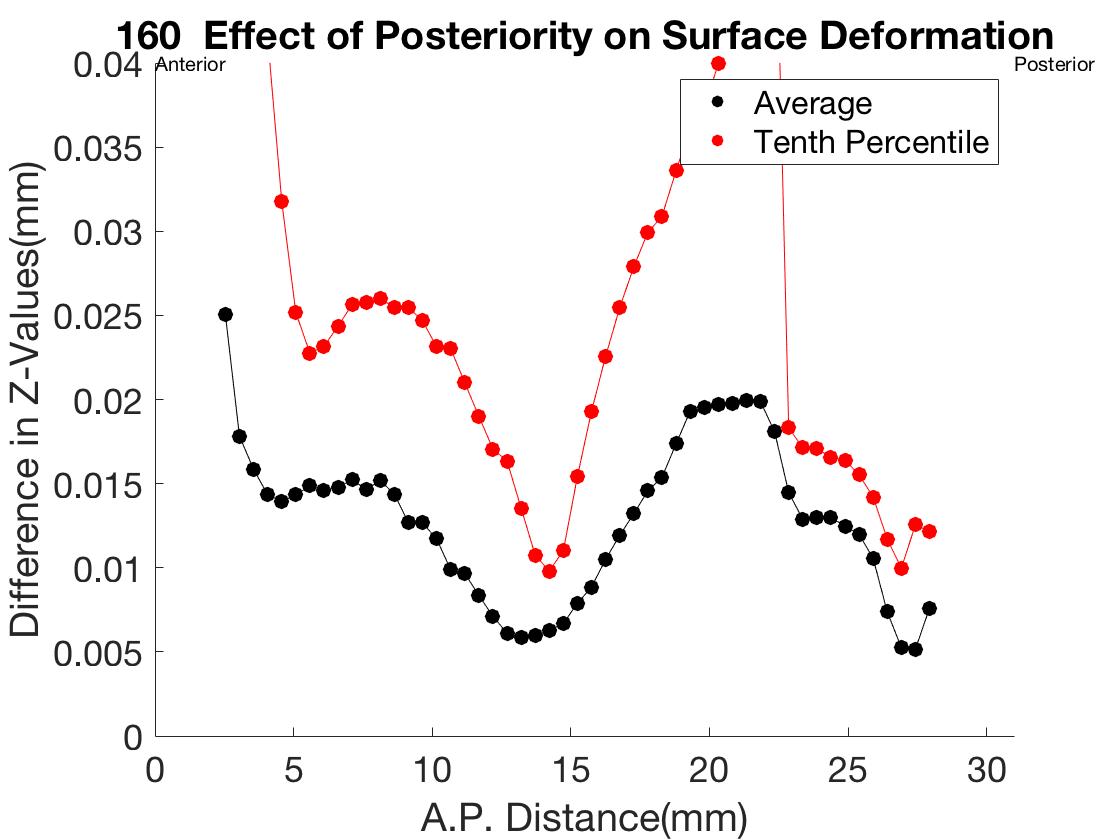 160  Effect of Posteriority on Surface Deformation
Anterior
Posterior
Average
Tenth Percentile
Difference in Z-Values(mm)
0.04
0.035
0.03
0.025
0.02
0.015
0.01
0.005
0
0
5
10
15
20
25
30
A.P. Distance(mm)